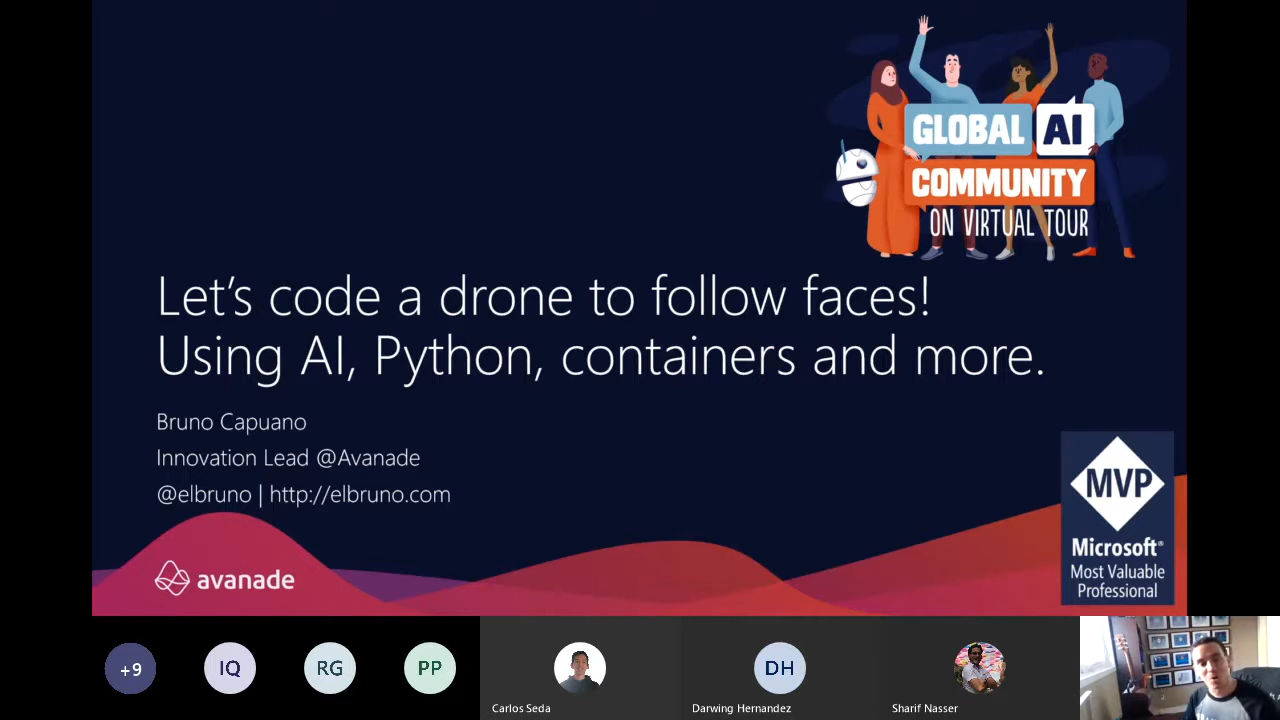 GLOBAL AI
COMMUNITY
ON VIRTUAL TOUR
Let's code a drone to follow faces!
Using AI, Python, containers and more.
Bruno Capuano
Innovation Lead @Avanade
@elbruno | http://elbruno.com
avanade
MVP
Microsoft®
Most Valuable
Professional
+9
IQ
RG
PP
DH
Carlos Seda
Darwing Hernandez
Sharif Nasser